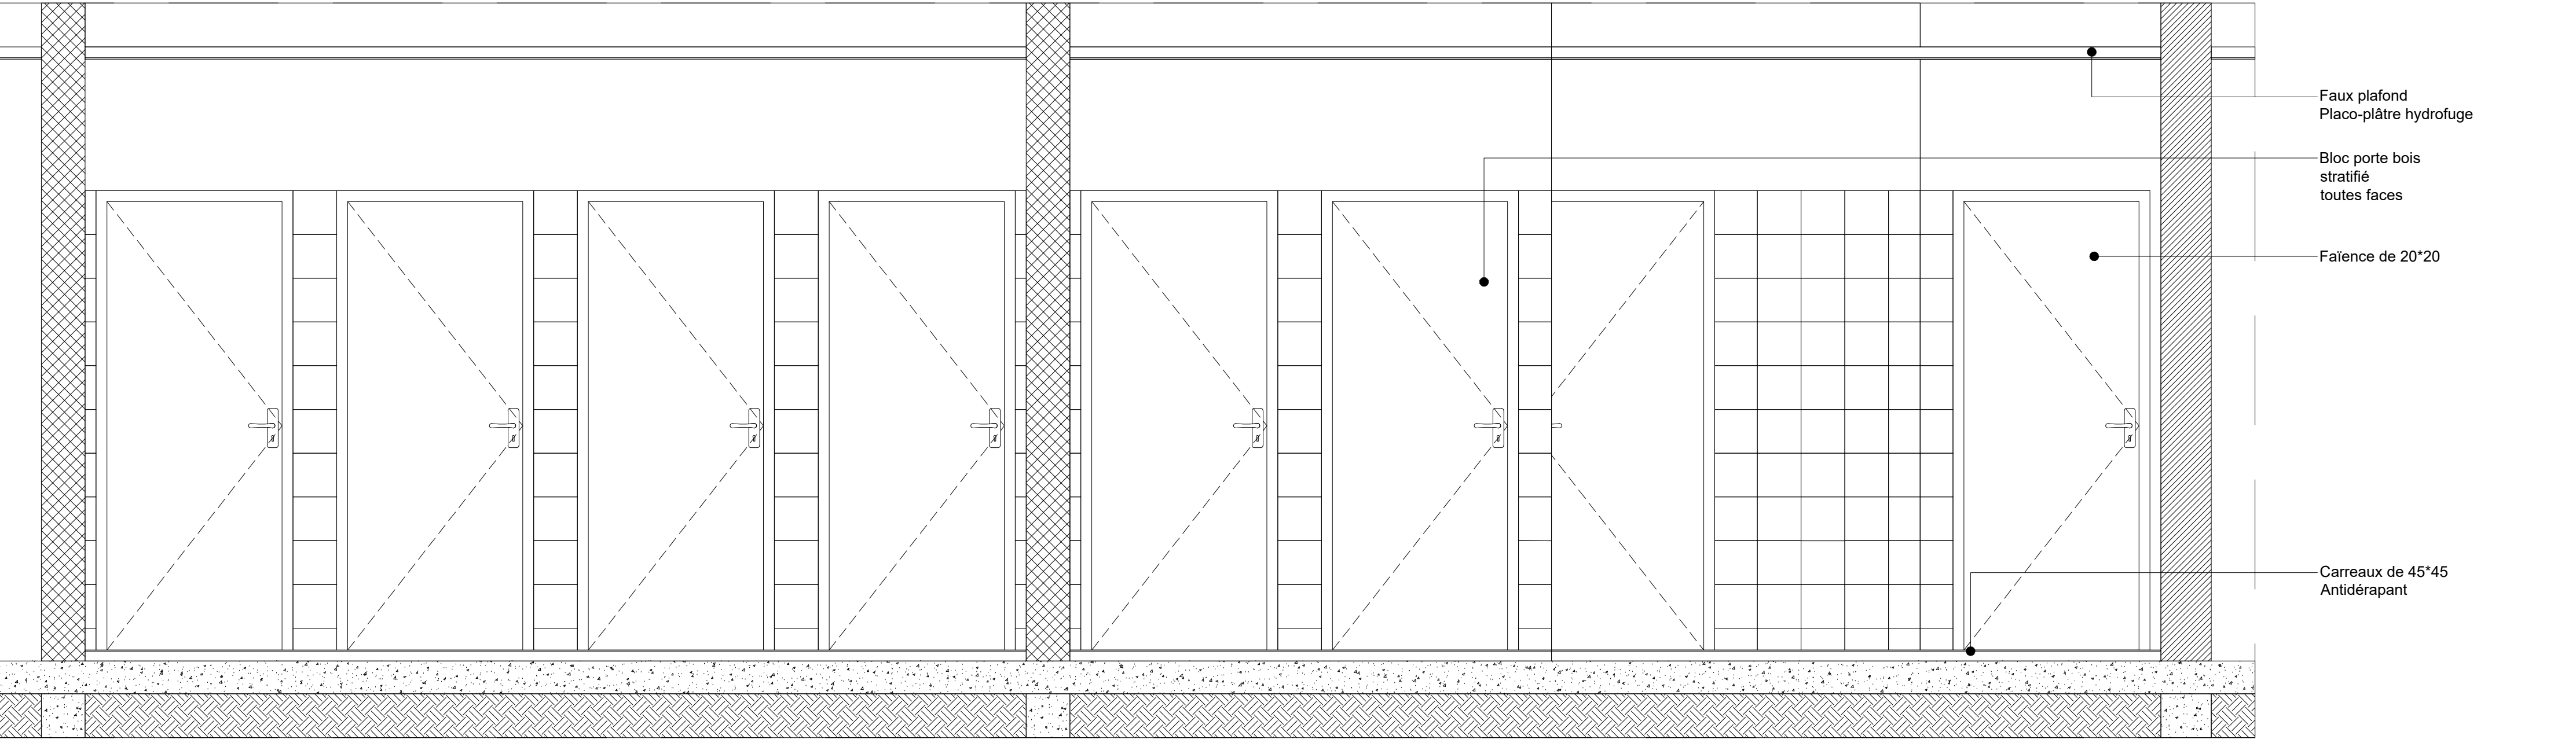 Faux plafond
Placo-plâtre hydrofuge
Bloc porte bois
stratifié
toutes faces
Faïence de 20*20
Carreaux de 45*45
Antidérapant